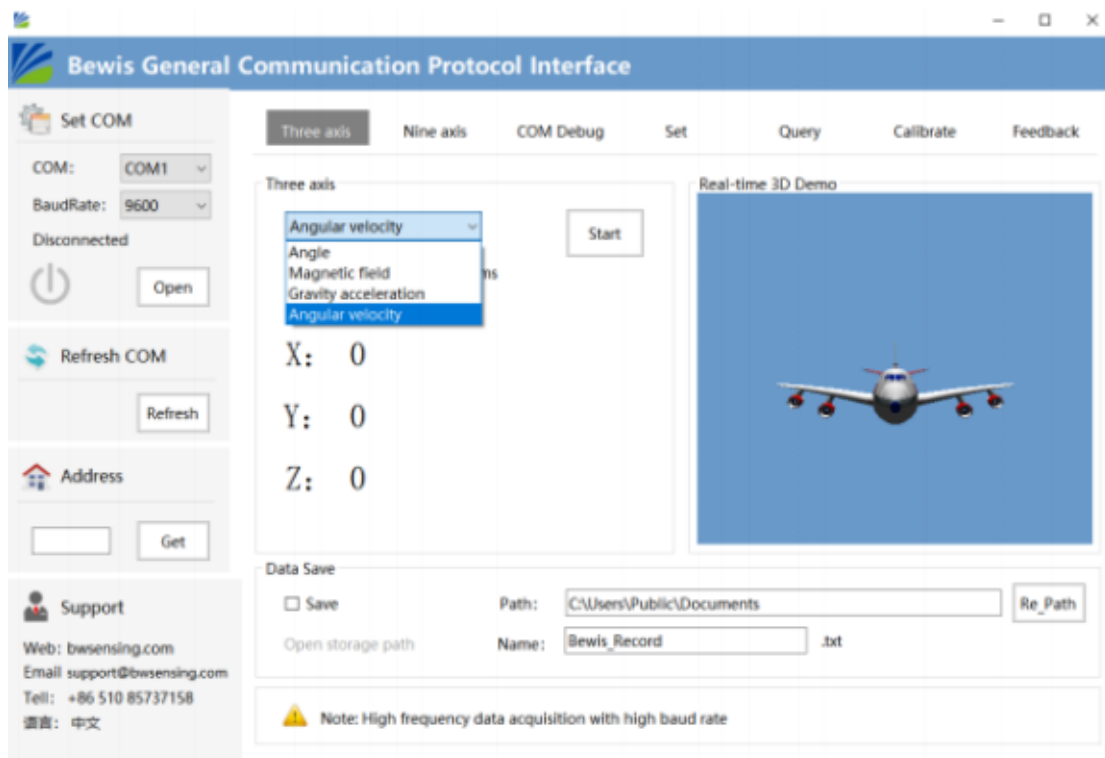 Bewis General Communication Protocol Interface
Set COM
COM: COM1
BaudRate: 9600
Disconnected
Open
Refresh COM
Refresh
Address
Get
Support
Web: bwsensing.com
Email support@bwsensing.com
Tell: +86 510 85737158
语言: 中文
Three axis Nine axis COM Debug Set Query Calibrate Feedback
Three axis
Angular velocity
Start
Angle
Magnetic field
ms
Gravity acceleration
Angular velocity
X: 0
Y: 0
Z: 0
Real-time 3D Demo
Data Save
Save Path: C:\Users\Public\Documents Re_Path
Open storage path Name: Bewis_Record .txt
Note: High frequency data acquisition with high baud rate